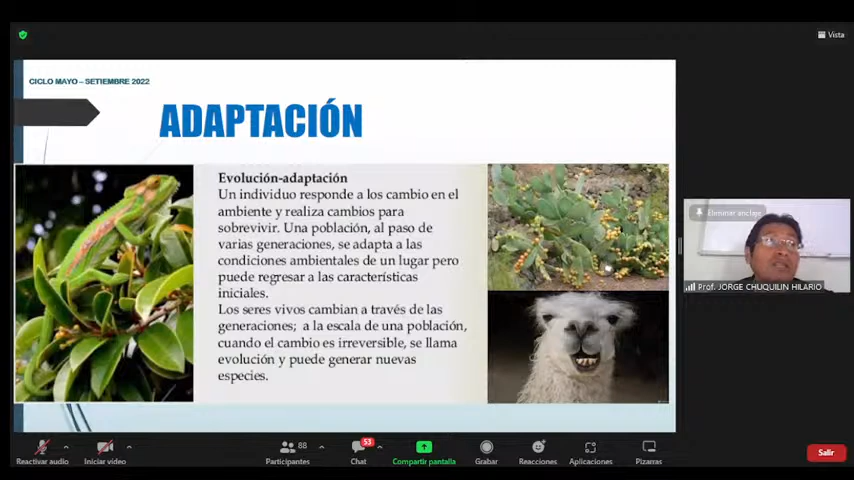 Vista
CICLO MAYO – SETIEMBRE 2022
ADAPTACIÓN
Evolución-adaptación
Un individuo responde a los cambio en el
ambiente y realiza cambios para
sobrevivir. Una población, al paso de
varias generaciones, se adapta a las
condiciones ambientales de un lugar pero
puede regresar a las características
iniciales.
Los seres vivos cambian a través de las
generaciones; a la escala de una población,
cuando el cambio es irreversible, se llama
evolución y puede generar nuevas
especies.
Eliminar anclaje
Prof. JORGE CHUQUILIN HILARIO
88
53
Reactivar audio
Iniciar video
Participantes
Chat
Compartir pantalla
Grabar
Reacciones
Aplicaciones
Pizarras
Salir